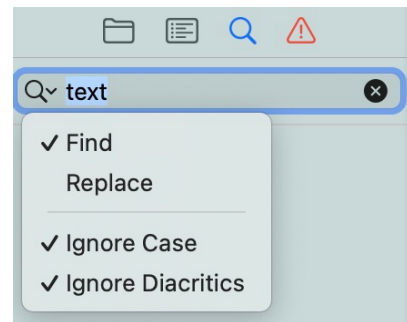 text
Find
Replace
Ignore Case
Ignore Diacritics